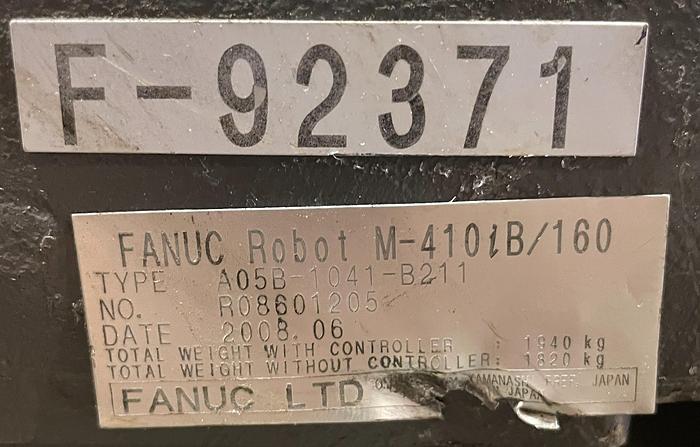 F-92371
FANUC Robot M-410iB/160
TYPE A05B-1041-B211
NO. R08601205
DATE 2008.06
TOTAL WEIGHT WITH CONTROLLER : 1940 kg
TOTAL WEIGHT WITHOUT CONTROLLER: 1820 kg
FANUC LTD
PREF. JAPAN
JAPAN